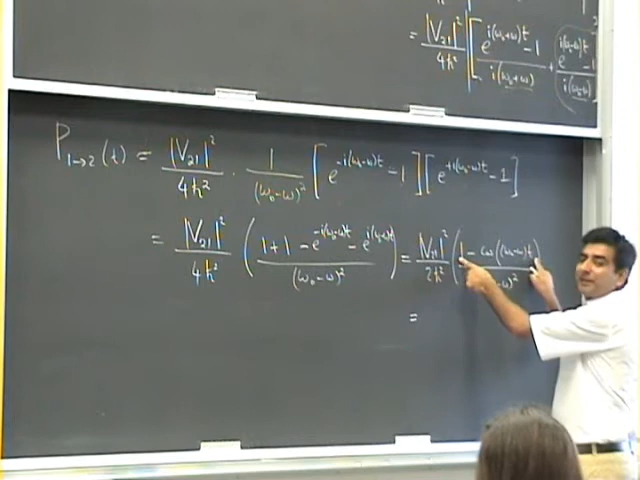 = |V₂₁|²/4ħ² [ (e^{i(ω₀+ω)t} - 1)/(i(ω₀+ω)) + (e^{i(ω₀-ω)t} - 1)/(i(ω₀-ω))
P₁→₂(t) = |V₂₁|²/4ħ² · 1/(ω₀-ω)² [e^{-i(ω₀-ω)t} - 1][e^{+i(ω₀-ω)t} - 1]
= |V₂₁|²/4ħ² ( (1+1 - e^{-i(ω₀-ω)t} - e^{i(ω₀-ω)t})/(ω₀-ω)² ) = |V₂₁|²/2ħ² ( (1 - cos((ω₀-ω)t))/ -ω)²
=